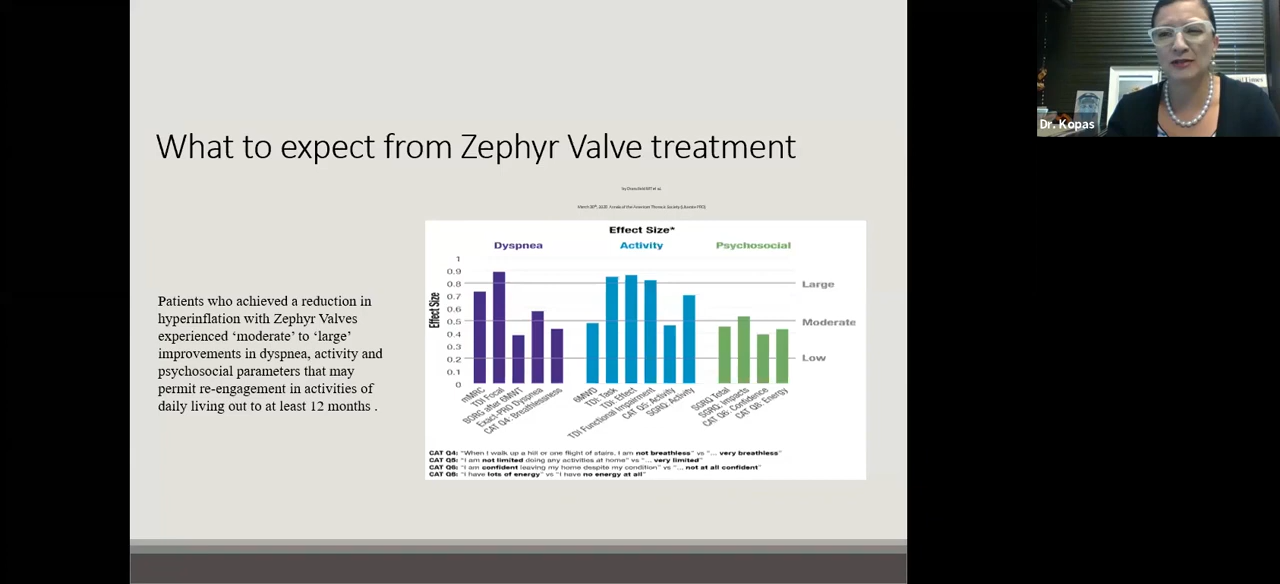 What to expect from Zephyr Valve treatment
Dr. Kopas
Patients who achieved a reduction in
hyperinflation with Zephyr Valves
experienced ‘moderate’ to ‘large’
improvements in dyspnea, activity and
psychosocial parameters that may
permit re-engagement in activities of
daily living out to at least 12 months .
Effect Size*
Dyspnea Activity Psychosocial
Effect Size
1
0.9
0.8
0.7
0.6
0.5
0.4
0.3
0.2
0.1
0
Large
Moderate
Low
mMRC
TDI Focal
BORG after 6MWT
Exact-PRO Dyspnea
CAT Q4: Breathlessness
6MWD
TDI: Task
TDI: Effect
TDI Functional Impairment
CAT Q5: Activity
SGRQ: Activity
SGRQ Total
SGRQ: Impacts
CAT Q6: Confidence
CAT Q8: Energy
CAT Q4: "When I walk up a hill or one flight of stairs, I am not breathless" vs "... very breathless"
CAT Q5: "I am not limited doing any activities at home" vs "... very limited"
CAT Q6: "I am confident leaving my home despite my condition" vs "... not at all confident"
CAT Q8: "I have lots of energy" vs "I have no energy at all"